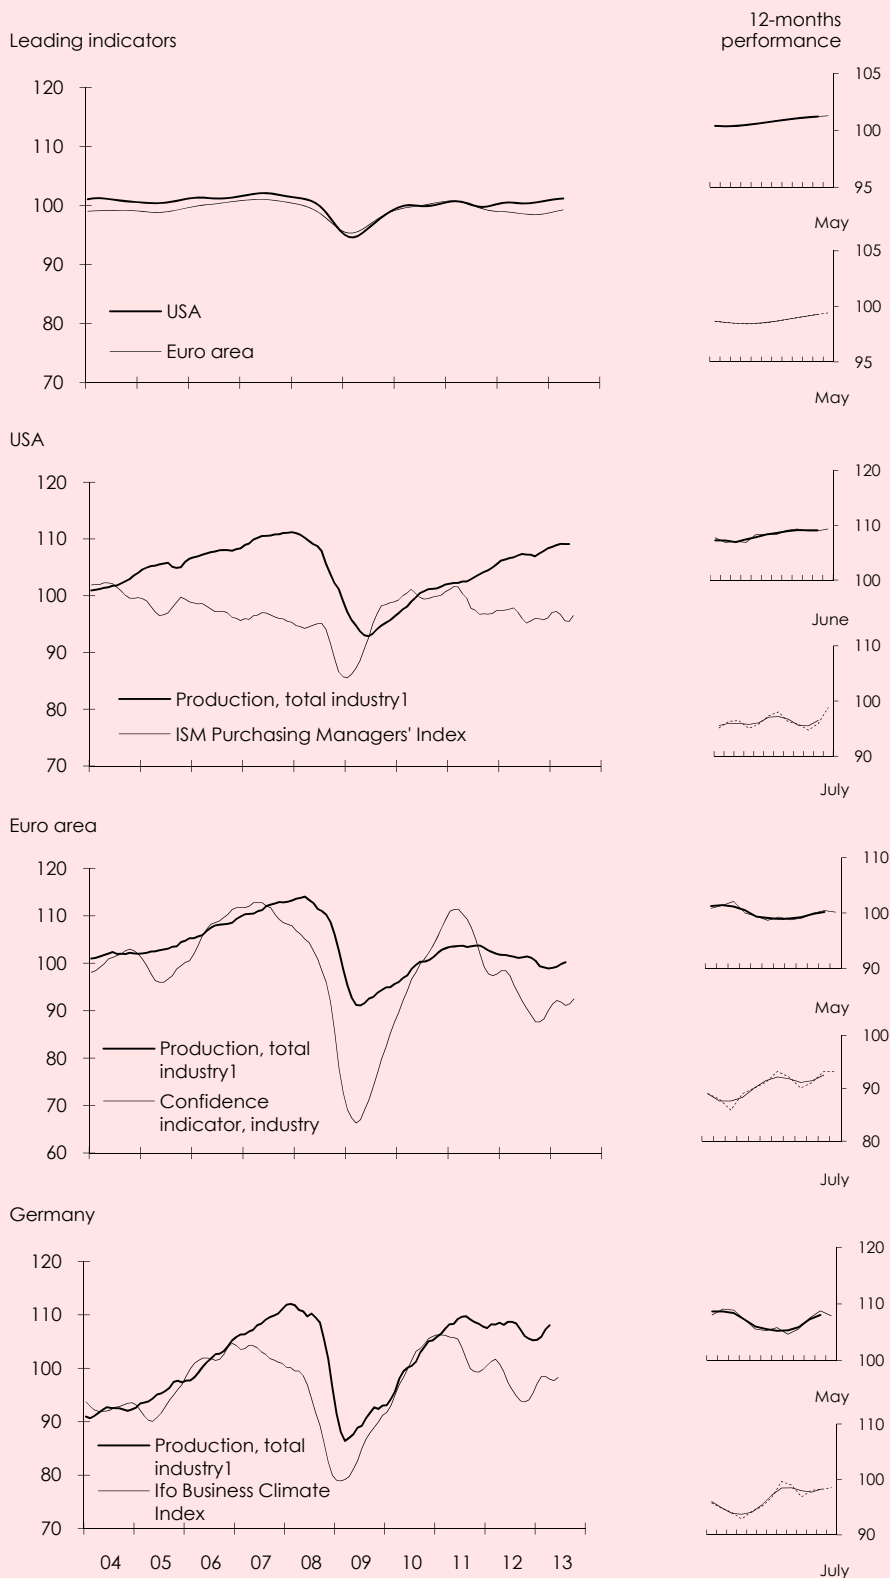 12-months
performance
Leading indicators
120
110
100
90
80
70
USA
Euro area
105
100
95
May
105
100
95
May
USA
120
110
100
90
80
70
Production, total industry1
ISM Purchasing Managers' Index
120
110
100
June
110
100
90
July
Euro area
120
110
100
90
80
70
60
Production, total
industry1
Confidence
indicator, industry
110
100
90
May
100
90
80
July
Germany
120
110
100
90
80
70
Production, total
industry1
Ifo Business Climate
Index
04 05 06 07 08 09 10 11 12 13
120
110
100
May
110
100
90
July